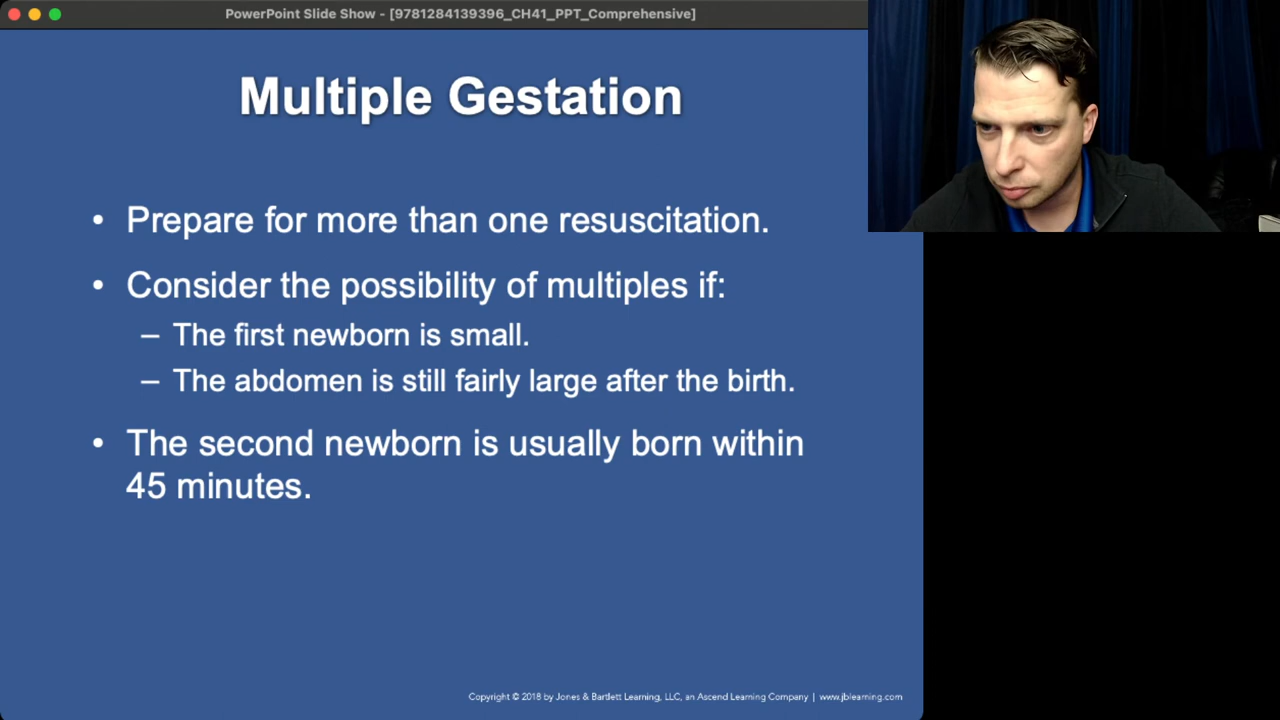 PowerPoint Slide Show - [9781284139396_CH41_PPT_Comprehensive]
Multiple Gestation
• Prepare for more than one resuscitation.
• Consider the possibility of multiples if:
– The first newborn is small.
– The abdomen is still fairly large after the birth.
• The second newborn is usually born within
45 minutes.
Copyright © 2018 by Jones & Bartlett Learning, LLC, an Ascend Learning Company | www.jblearning.com